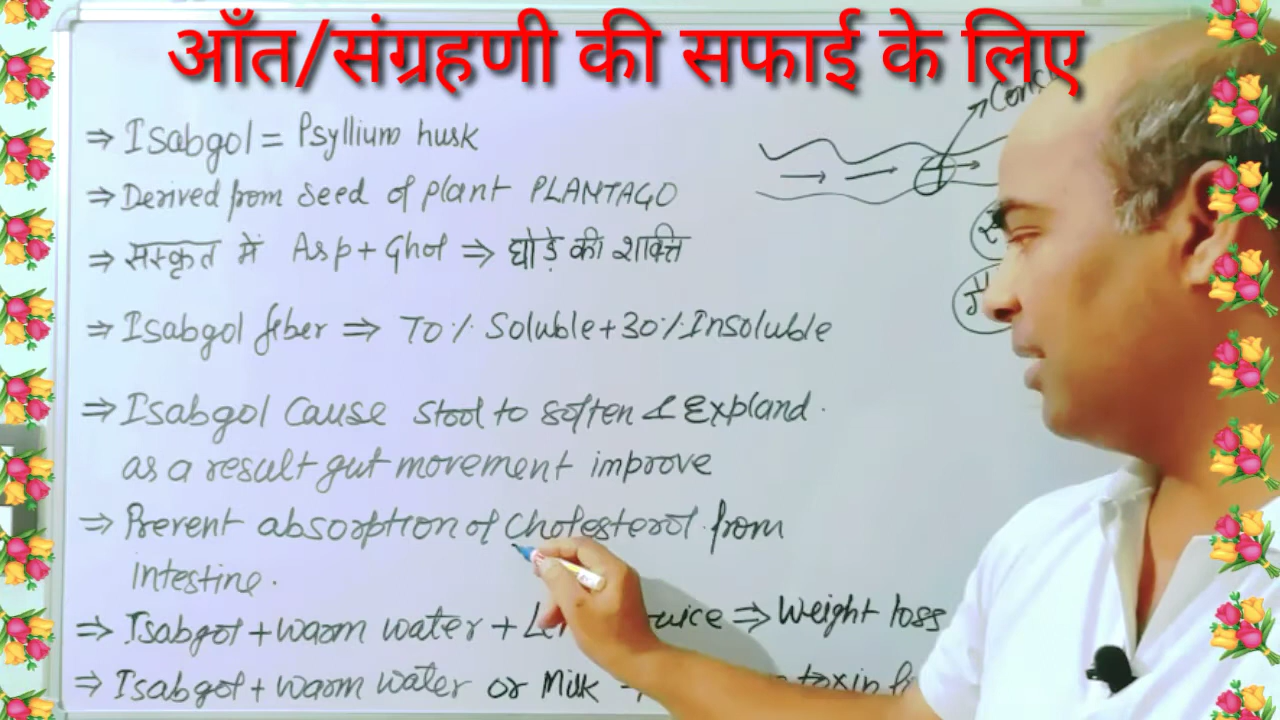 आँत/संग्रहणी की सफाई के लिए
⇒ Isabgol = Psyllium husk
⇒ Derived from seed of plant PLANTAGO
⇒ संस्कृत में Asp + Ghol ⇒ घोड़े की शक्ति
⇒ Isabgol fiber ⇒ 70% Soluble + 30% Insoluble
⇒ Isabgol Cause stool to soften & Expland.
as a result gut movement improve
⇒ Prevent absorption of Cholesterol from
intestine.
⇒ Isabgol + warm water + juice ⇒ Weight loss
⇒ Isabgol + warm water or Milk toxin